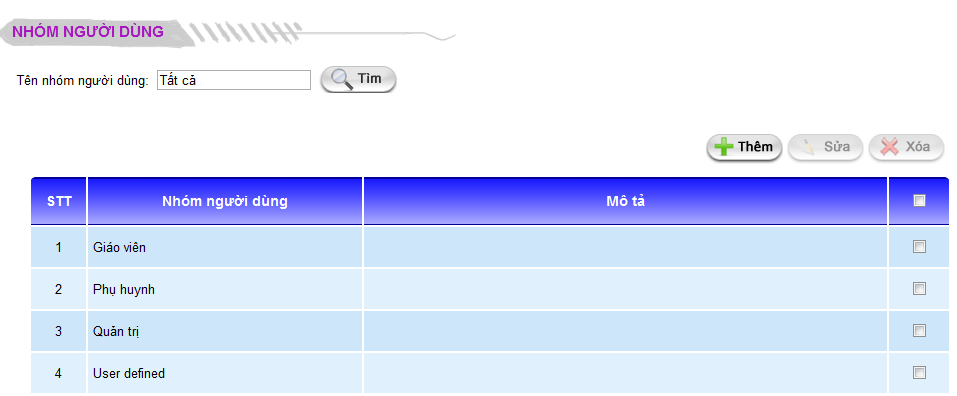 NHÓM NGƯỜI DÙNG
Tên nhóm người dùng: Tất cả Tìm
Thêm Sửa Xóa
STT Nhóm người dùng Mô tả
1 Giáo viên
2 Phụ huynh
3 Quản trị
4 User defined